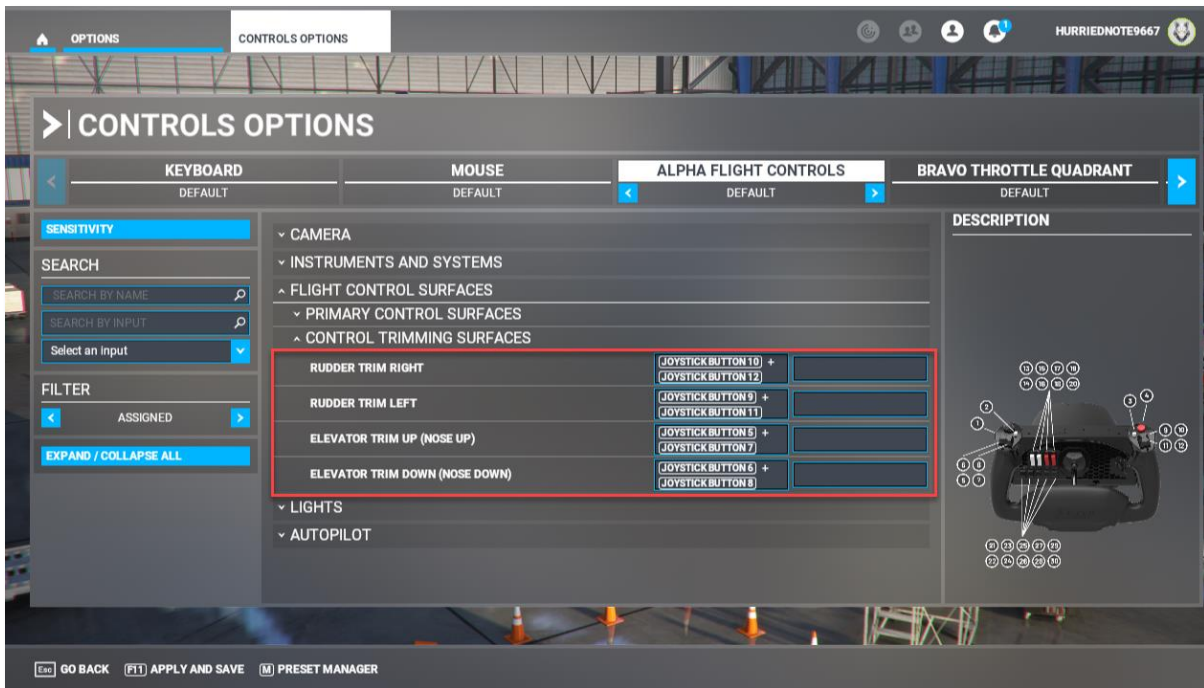 OPTIONS
CONTROLS OPTIONS
1
HURRIEDNOTE9667
CONTROLS OPTIONS
KEYBOARD
DEFAULT
MOUSE
DEFAULT
ALPHA FLIGHT CONTROLS
DEFAULT
BRAVO THROTTLE QUADRANT
DEFAULT
SENSITIVITY
SEARCH
SEARCH BY NAME
SEARCH BY INPUT
Select an input
FILTER
ASSIGNED
EXPAND / COLLAPSE ALL
CAMERA
INSTRUMENTS AND SYSTEMS
FLIGHT CONTROL SURFACES
PRIMARY CONTROL SURFACES
CONTROL TRIMMING SURFACES
RUDDER TRIM RIGHT
JOYSTICK BUTTON 10 +
JOYSTICK BUTTON 12
RUDDER TRIM LEFT
JOYSTICK BUTTON 9 +
JOYSTICK BUTTON 11
ELEVATOR TRIM UP (NOSE UP)
JOYSTICK BUTTON 5 +
JOYSTICK BUTTON 7
ELEVATOR TRIM DOWN (NOSE DOWN)
JOYSTICK BUTTON 6 +
JOYSTICK BUTTON 8
LIGHTS
AUTOPILOT
DESCRIPTION
Esc GO BACK F11 APPLY AND SAVE M PRESET MANAGER